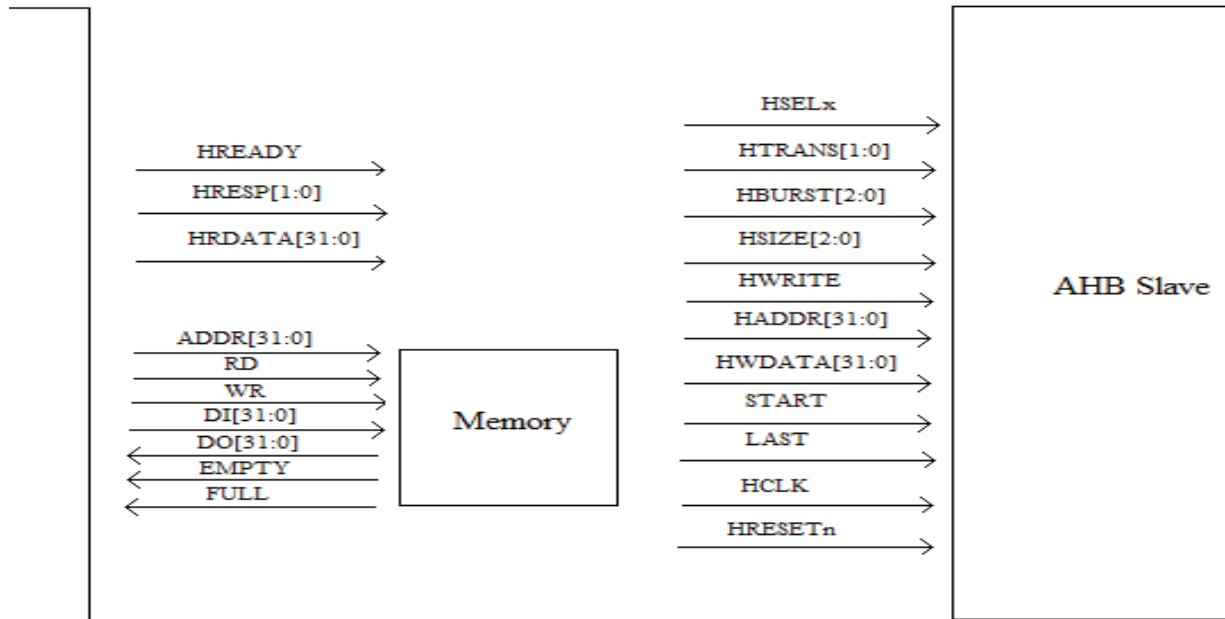 HREADY
HRESP[1:0]
HRDATA[31:0]
ADDR[31:0]
RD
WR
DI[31:0]
DO[31:0]
EMPTY
FULL
Memory
HSELx
HTRANS[1:0]
HBURST[2:0]
HSIZE[2:0]
HWRITE
HADDR[31:0]
HWDATA[31:0]
START
LAST
HCLK
HRESETn
AHB Slave